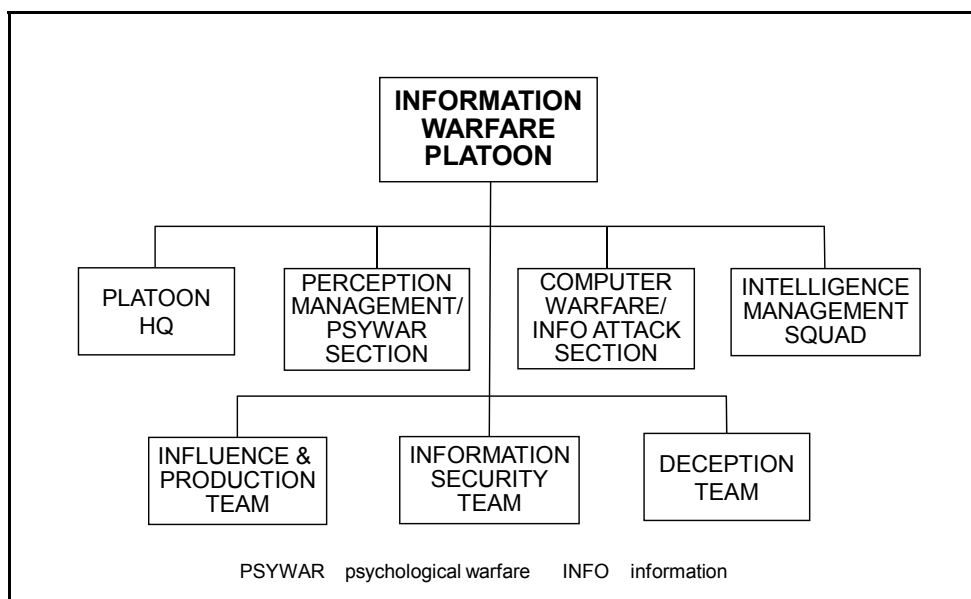 INFORMATION
WARFARE
PLATOON
PLATOON
HQ
PERCEPTION
MANAGEMENT/
PSYWAR
SECTION
COMPUTER
WARFARE/
INFO ATTACK
SECTION
INTELLIGENCE
MANAGEMENT
SQUAD
INFLUENCE &
PRODUCTION
TEAM
INFORMATION
SECURITY
TEAM
DECEPTION
TEAM
PSYWAR psychological warfare INFO information